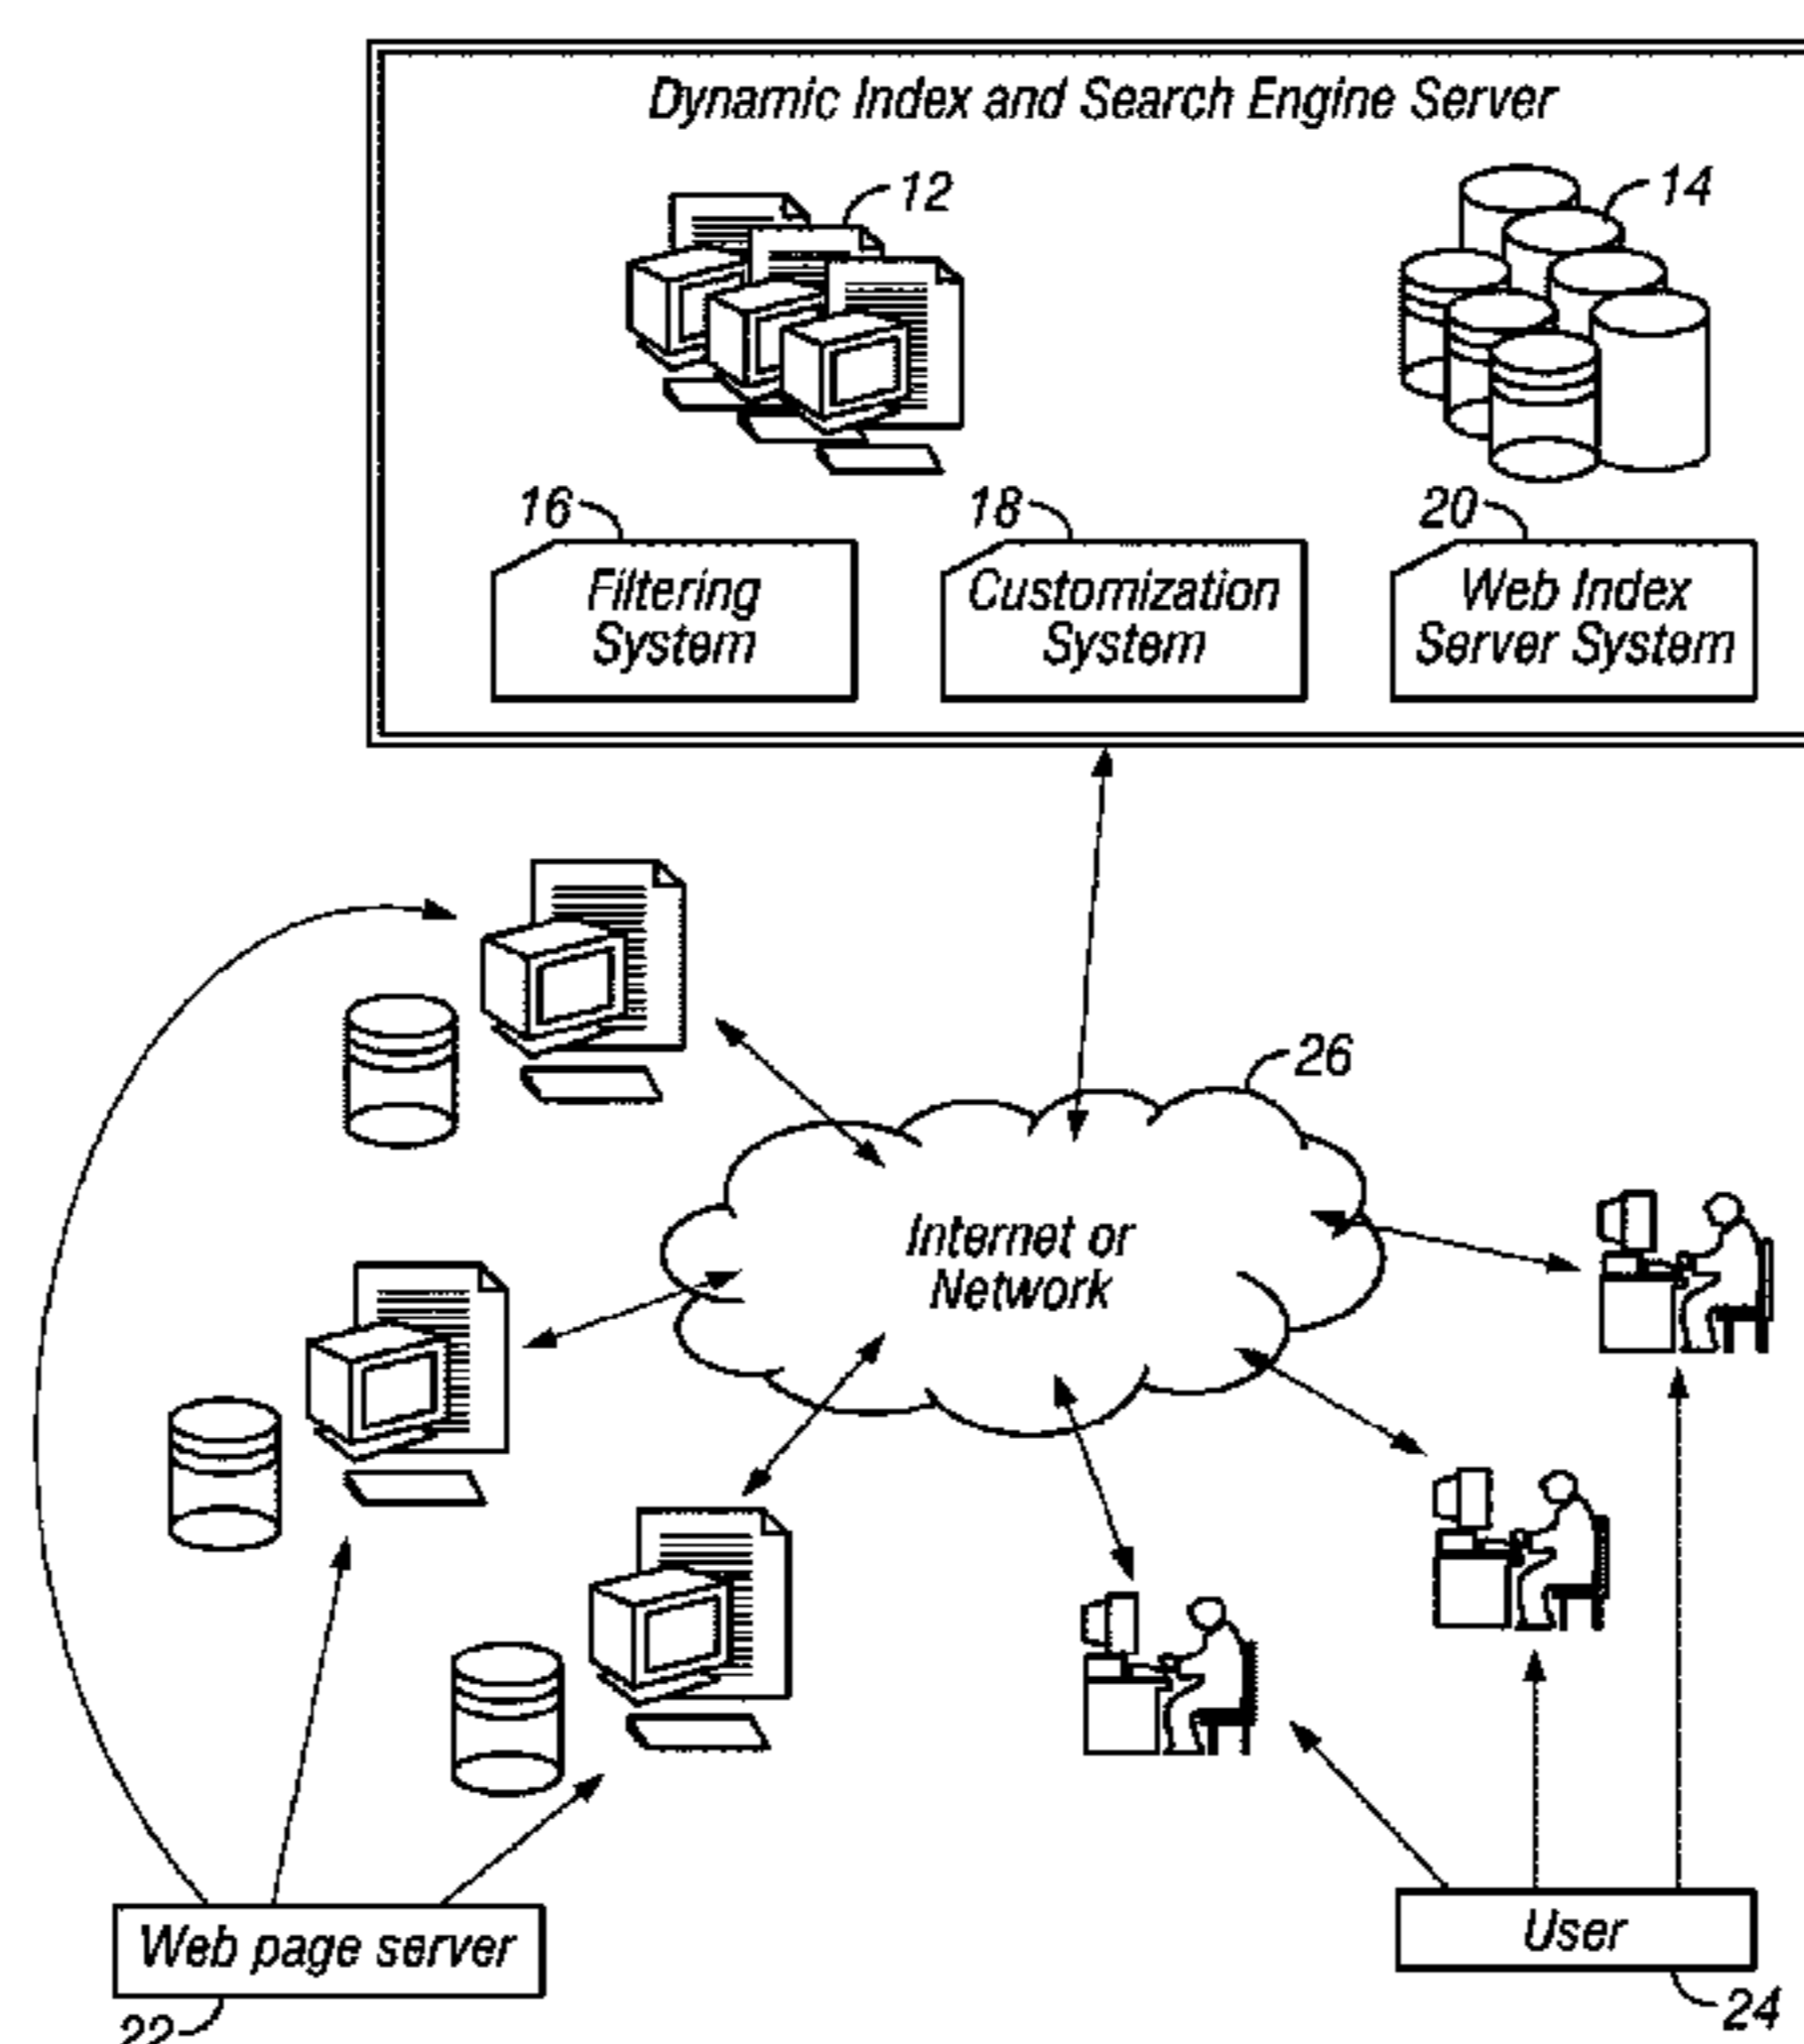 Dynamic Index and Search Engine Server
12
14
16
18
20
Filtering
System
Customization
System
Web Index
Server System
26
Internet or
Network
Web page server
User
22
24